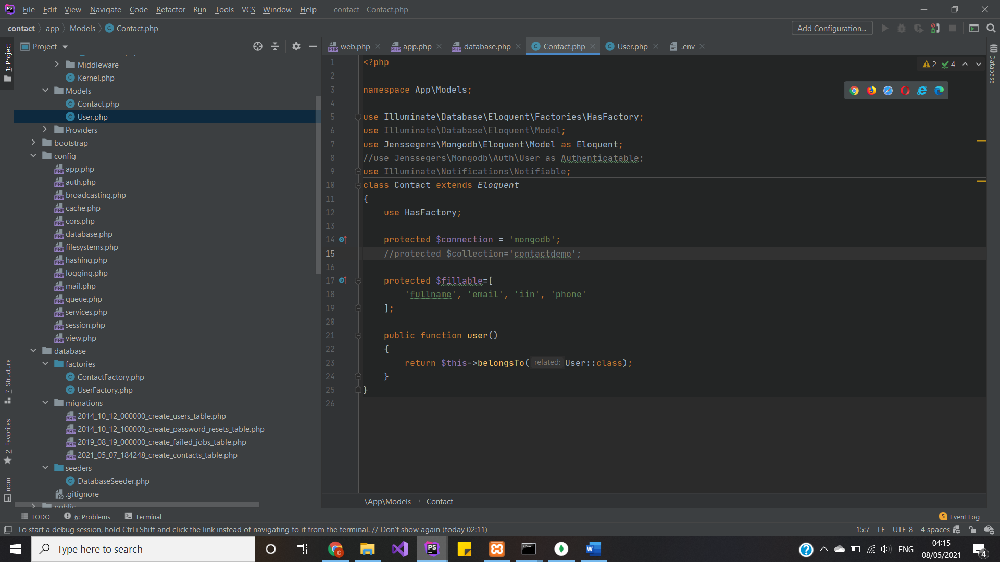 File Edit View Navigate Code Refactor Run Tools VCS Window Help contact - Contact.php
contact app Models Contact.php Add Configuration...
Project
web.php app.php database.php Contact.php User.php .env
1: Project
Middleware
Kernel.php
Models
Contact.php
User.php
Providers
bootstrap
config
app.php
auth.php
broadcasting.php
cache.php
cors.php
database.php
filesystems.php
hashing.php
logging.php
mail.php
queue.php
services.php
session.php
view.php
database
factories
ContactFactory.php
UserFactory.php
migrations
2014_10_12_000000_create_users_table.php
2014_10_12_100000_create_password_resets_table.php
2019_08_19_000000_create_failed_jobs_table.php
2021_05_07_184248_create_contacts_table.php
seeders
DatabaseSeeder.php
.gitignore
public
7: Structure
2: Favorites
npm
Database
2 4
1 <?php
2
3 namespace App\Models;
4
5 use Illuminate\Database\Eloquent\Factories\HasFactory;
6 use Illuminate\Database\Eloquent\Model;
7 use Jenssegers\Mongodb\Eloquent\Model as Eloquent;
8 //use Jenssegers\Mongodb\Auth\User as Authenticatable;
9 use Illuminate\Notifications\Notifiable;
10 class Contact extends Eloquent
11 {
12 use HasFactory;
13
14 protected $connection = 'mongodb';
15 //protected $collection='contactdemo';
16
17 protected $fillable=[
18 'fullname', 'email', 'iin', 'phone'
19 ];
20
21 public function user()
22 {
23 return $this->belongsTo( related: User::class);
24 }
25 }
26
\App\Models Contact
TODO 6: Problems Terminal 5 Event Log
To start a debug session, hold Ctrl+Shift and click the link instead of navigating to it from the terminal. // Don't show again (today 02:11) 15:7 LF UTF-8 4 spaces
Type here to search
ENG
04:15
08/05/2021
4